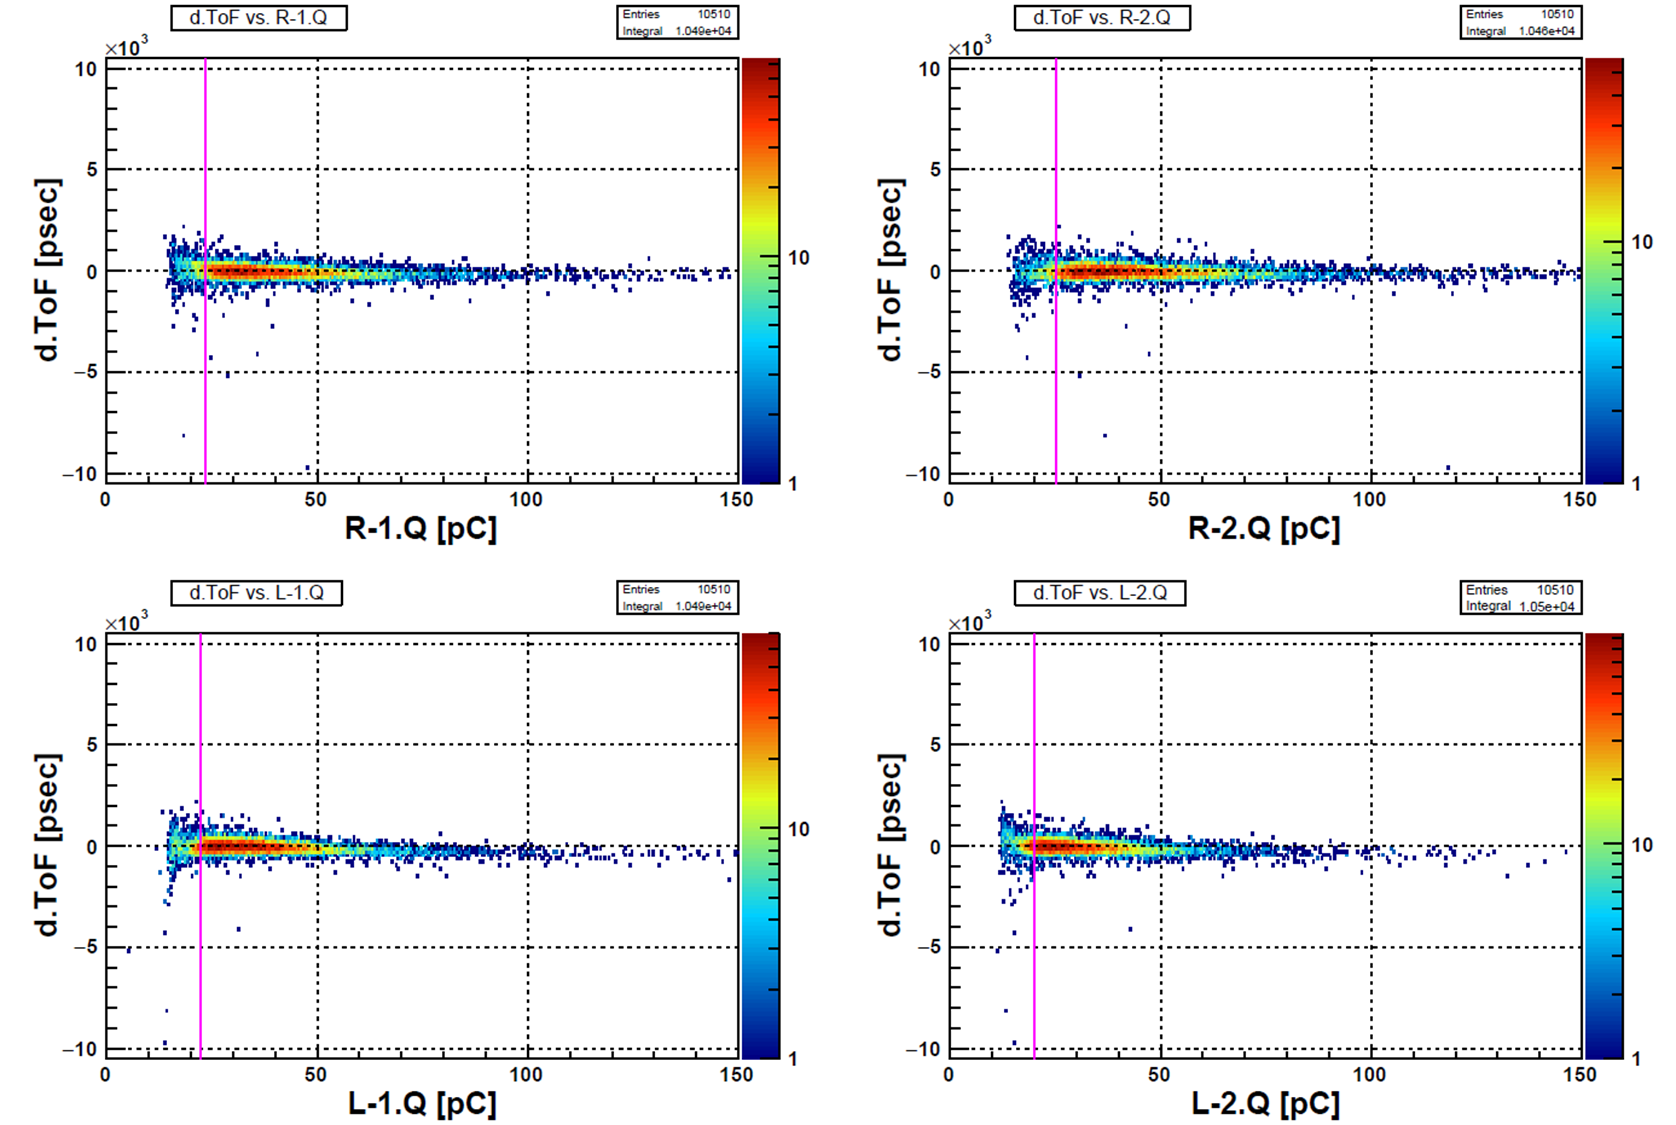 d.ToF vs. R-1.Q
Entries 10510
Integral 1.049e+04
×10³
10
5
0
−5
−10
d.ToF [psec]
0 50 100 150
R-1.Q [pC]
10
1
d.ToF vs. R-2.Q
Entries 10510
Integral 1.046e+04
×10³
10
5
0
−5
−10
d.ToF [psec]
0 50 100 150
R-2.Q [pC]
10
1
d.ToF vs. L-1.Q
Entries 10510
Integral 1.049e+04
×10³
10
5
0
−5
−10
d.ToF [psec]
0 50 100 150
L-1.Q [pC]
10
1
d.ToF vs. L-2.Q
Entries 10510
Integral 1.05e+04
×10³
10
5
0
−5
−10
d.ToF [psec]
0 50 100 150
L-2.Q [pC]
10
1